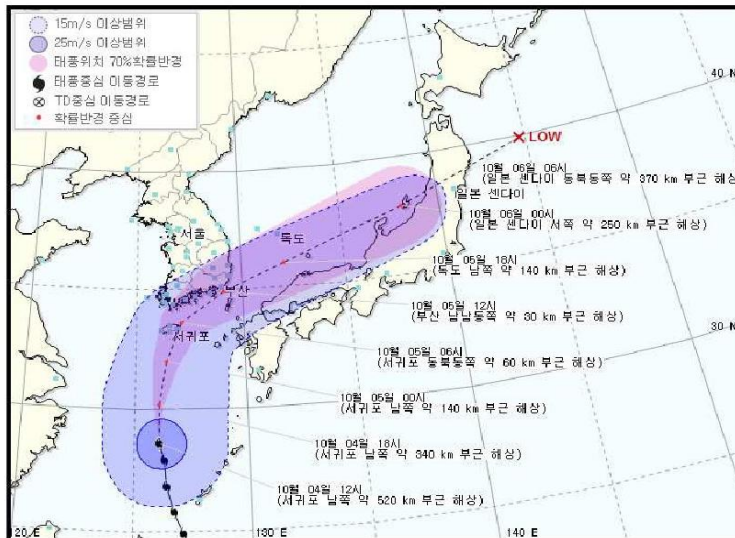 15m/s 이상범위
25m/s 이상범위
태풍위치 70%확률반경
태풍중심 이동경로
TD중심 이동경로
확률반경 중심
40 N
LOW
10월 06일 06시
(일본 센다이 동북동쪽 약 370 km 부근 해상)
일본 센다이
10월 06일 00시
(일본 센다이 서쪽 약 250 km 부근 해상)
서울
독도
10월 05일 18시
(독도 남쪽 약 140 km 부근 해상)
부산
10월 05일 12시
(부산 남남동쪽 약 30 km 부근 해상)
30 N
서귀포
10월 05일 06시
(서귀포 동북동쪽 약 60 km 부근 해상)
10월 05일 00시
(서귀포 남쪽 약 140 km 부근 해상)
10월 04일 18시
(서귀포 남쪽 약 340 km 부근 해상)
10월 04일 12시
(서귀포 남쪽 약 520 km 부근 해상)
120 E
130 E
140 E